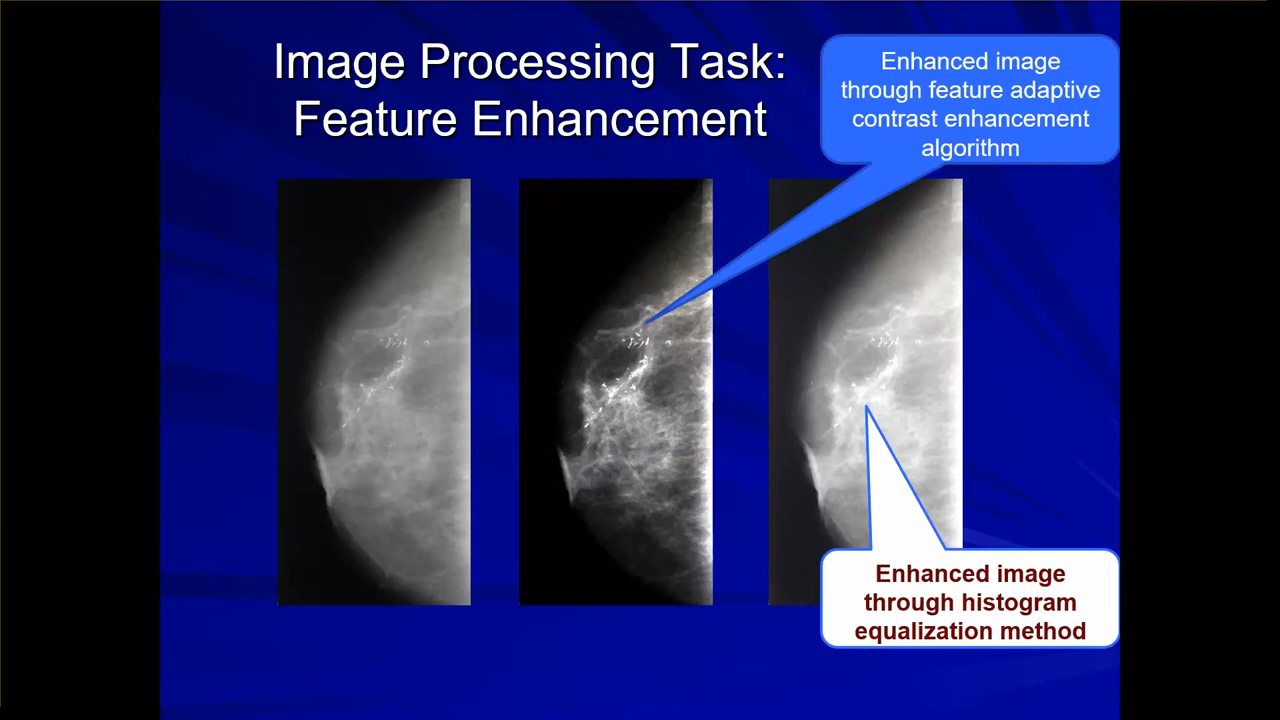 Image Processing Task:
Feature Enhancement
Enhanced image
through feature adaptive
contrast enhancement
algorithm
Enhanced image
through histogram
equalization method